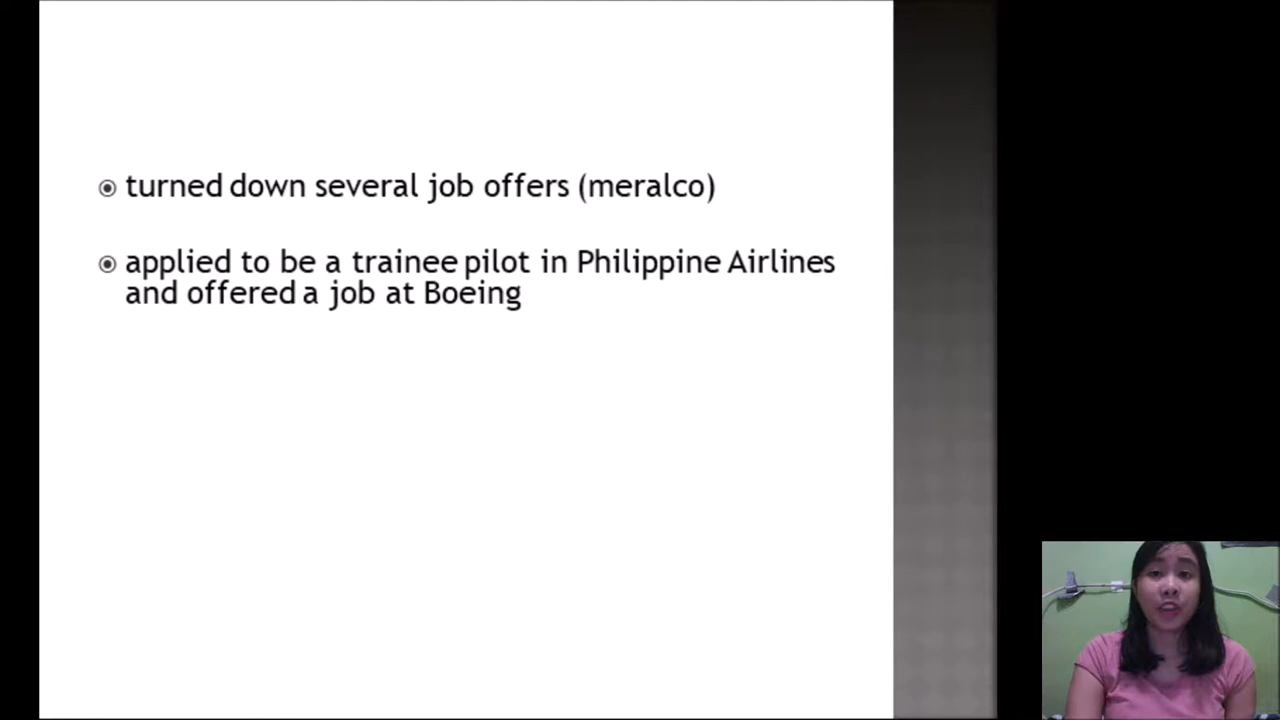 turned down several job offers (meralco)
applied to be a trainee pilot in Philippine Airlines
and offered a job at Boeing